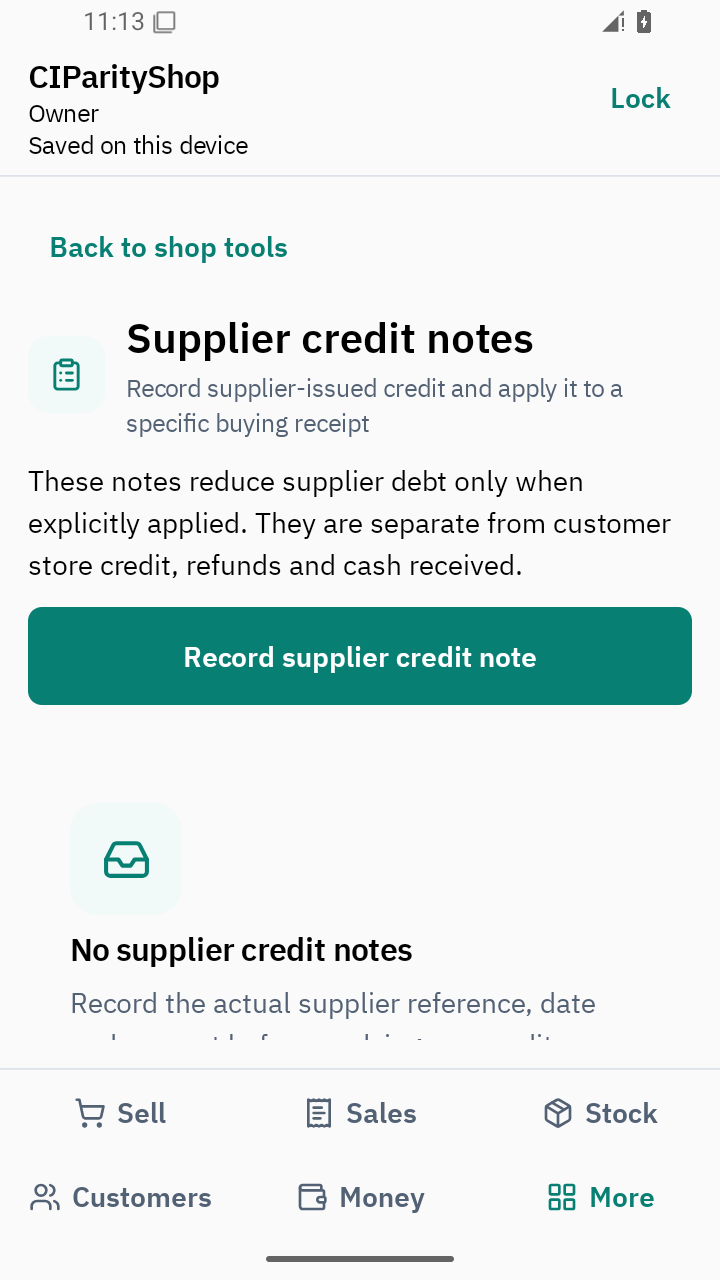 11:13
CIParityShop
Owner
Saved on this device
Lock
Back to shop tools
Supplier credit notes
Record supplier-issued credit and apply it to a
specific buying receipt
These notes reduce supplier debt only when
explicitly applied. They are separate from customer
store credit, refunds and cash received.
Record supplier credit note
No supplier credit notes
Record the actual supplier reference, date
Sell
Sales
Stock
Customers
Money
More